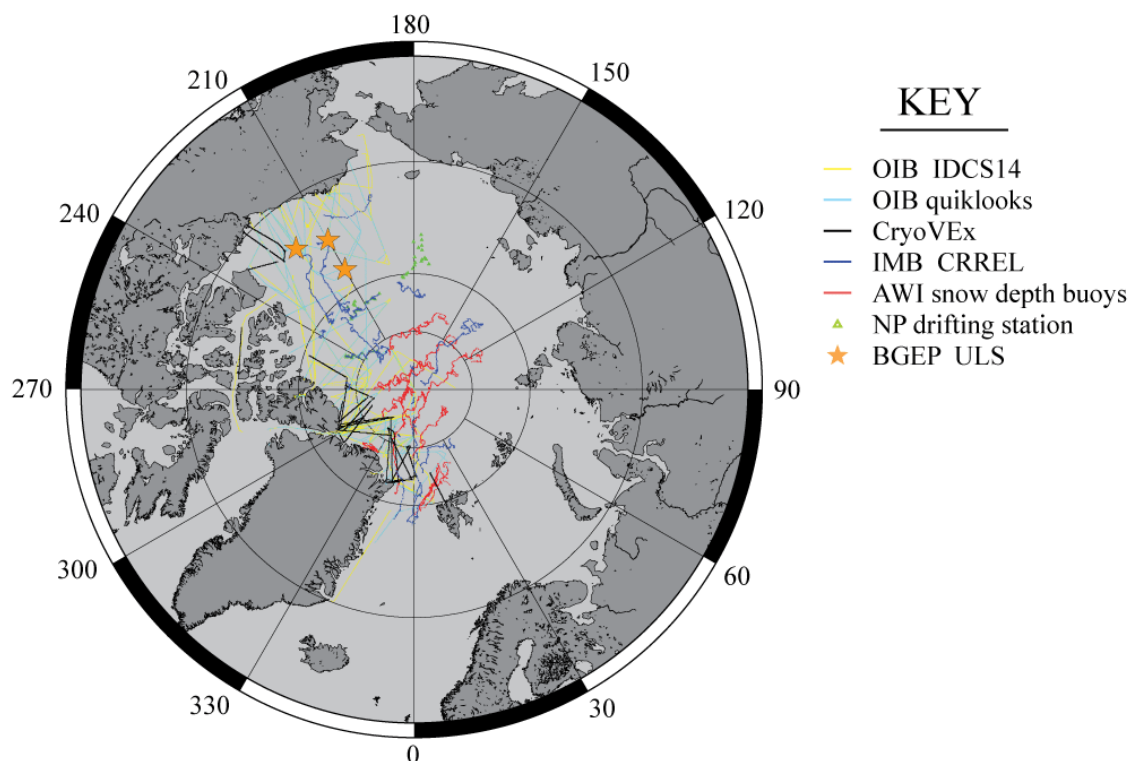 180
210
150
240
120
270
90
300
60
330
30
0
KEY
OIB IDCS14
OIB quiklooks
CryoVEx
IMB CRREL
AWI snow depth buoys
NP drifting station
BGEP ULS